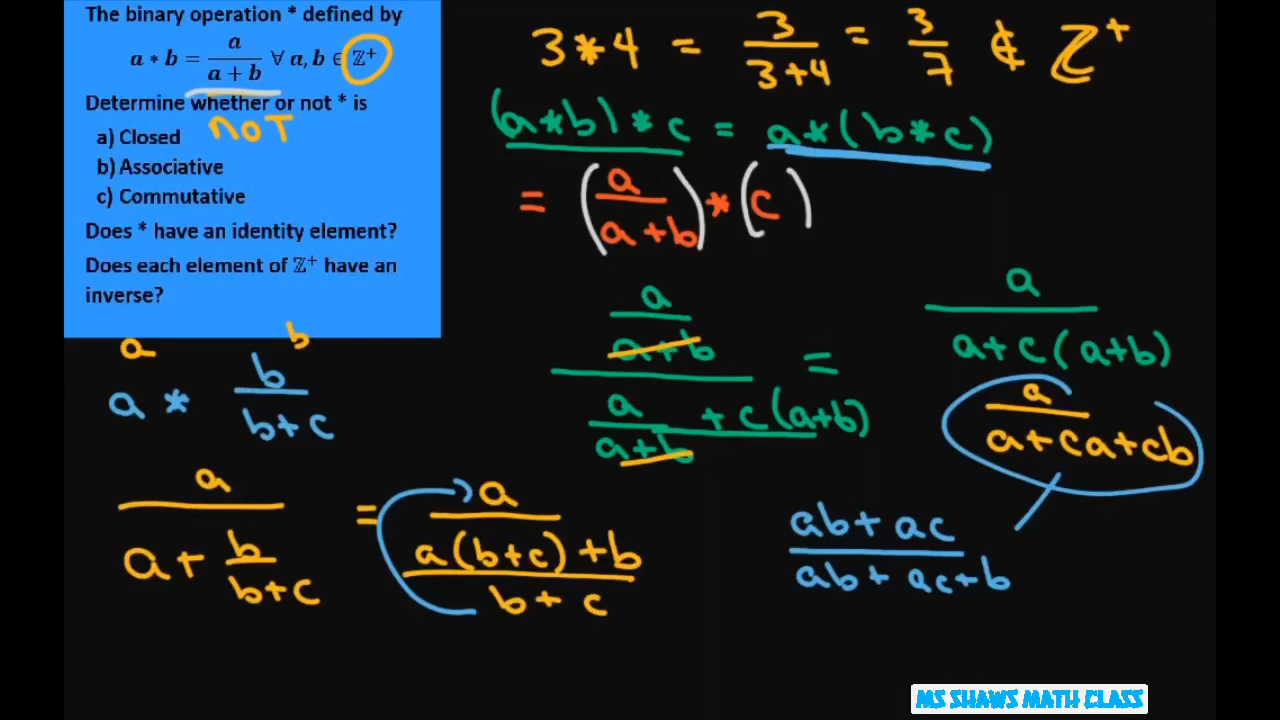 The binary operation * defined by
a * b = a/(a + b) ∀ a, b ∈ ℤ⁺
Determine whether or not * is
not
a) Closed
b) Associative
c) Commutative
Does * have an identity element?
Does each element of ℤ⁺ have an
inverse?
3 * 4 = 3/(3+4) = 3/7 ∉ ℤ⁺
(a * b) * c = a * (b * c)
= (a/(a+b)) * (c)
(a/(a+b)) / (a/(a+b) + c(a+b)) = a/(a+c(a+b))
a/(a+ca+cb)
a b
a * b/(b+c)
a/(a + b/(b+c)) = a/((a(b+c)+b)/(b+c))
(ab+ac)/(ab+ac+b)
MS SHAWS MATH CLASS